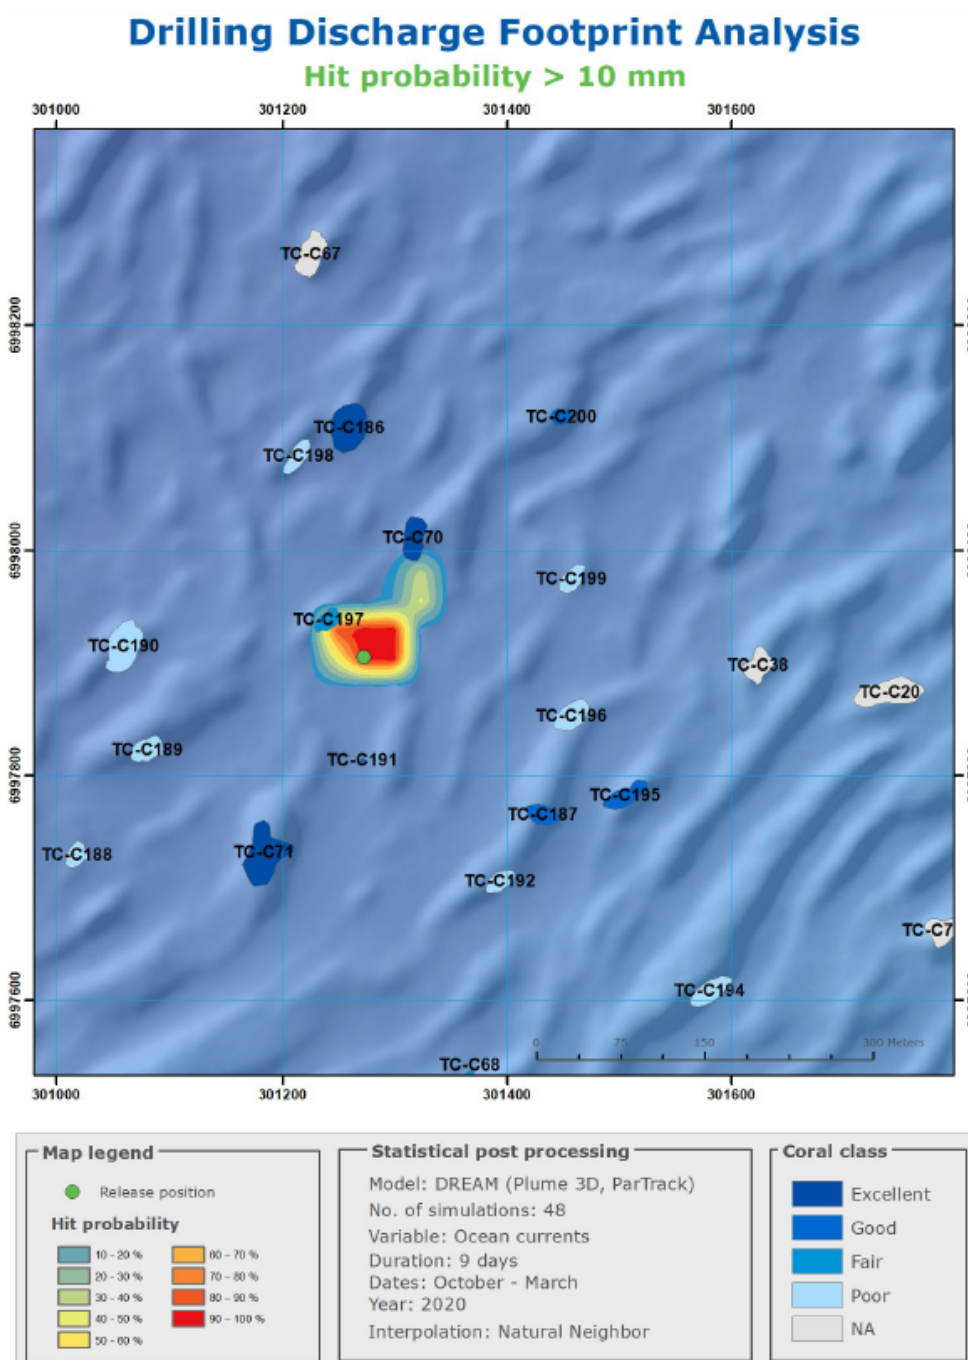 Drilling Discharge Footprint Analysis
Hit probability > 10 mm
301000 301200 301400 301600
TC-C67
6998200
TC-C200
TC-C186
TC-C198
TC-C70
6998000
TC-C199
TC-C197
TC-C190
TC-C38
TC-C20
TC-C196
TC-C189
TC-C191
6997800
TC-C195
TC-C187
TC-C188
TC-C71
TC-C192
TC-C7
TC-C194
6997600
0 75 150 300 Meters
TC-C68
301000 301200 301400 301600
Map legend
Release position
Hit probability
10 - 20 %
20 - 30 %
30 - 40 %
40 - 50 %
50 - 60 %
60 - 70 %
70 - 80 %
80 - 90 %
90 - 100 %
Statistical post processing
Model: DREAM (Plume 3D, ParTrack)
No. of simulations: 48
Variable: Ocean currents
Duration: 9 days
Dates: October - March
Year: 2020
Interpolation: Natural Neighbor
Coral class
Excellent
Good
Fair
Poor
NA